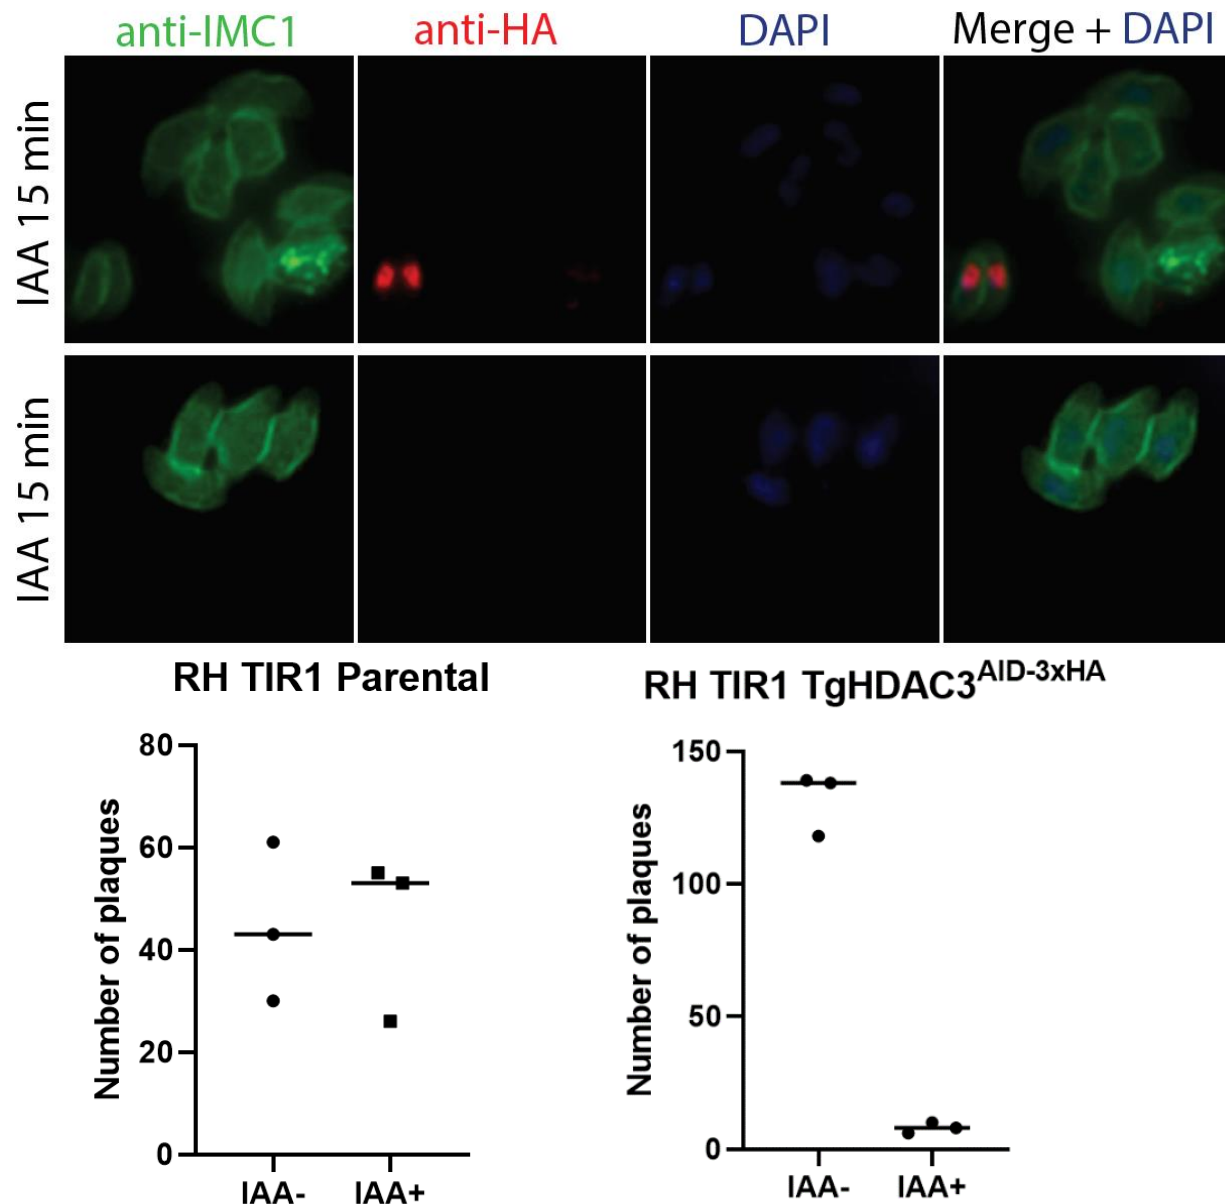 anti-IMC1 anti-HA DAPI Merge + DAPI
IAA 15 min
IAA 15 min
RH TIR1 Parental
80
60
40
20
0
Number of plaques
IAA- IAA+
RH TIR1 TgHDAC3^AID-3xHA
150
100
50
0
Number of plaques
IAA- IAA+